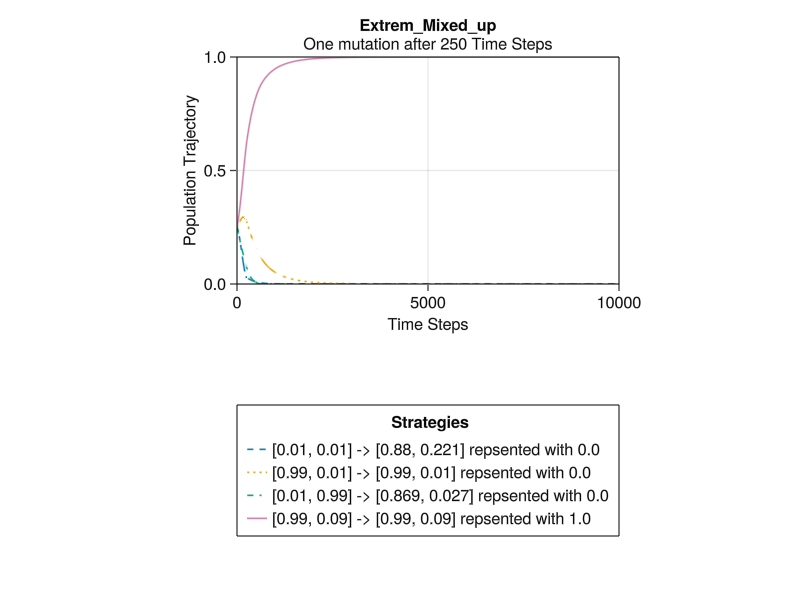 Extrem_Mixed_up
One mutation after 250 Time Steps
Population Trajectory
1.0
0.5
0.0
0
5000
10000
Time Steps
Strategies
[0.01, 0.01] -> [0.88, 0.221] repsented with 0.0
[0.99, 0.01] -> [0.99, 0.01] repsented with 0.0
[0.01, 0.99] -> [0.869, 0.027] repsented with 0.0
[0.99, 0.09] -> [0.99, 0.09] repsented with 1.0